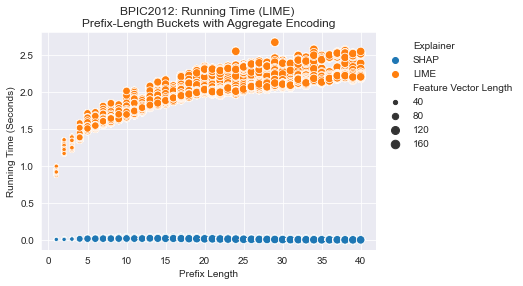 BPIC2012: Running Time (LIME)
Prefix-Length Buckets with Aggregate Encoding
Explainer
SHAP
LIME
Feature Vector Length
40
80
120
160
Running Time (Seconds)
2.5
2.0
1.5
1.0
0.5
0.0
0 5 10 15 20 25 30 35 40
Prefix Length